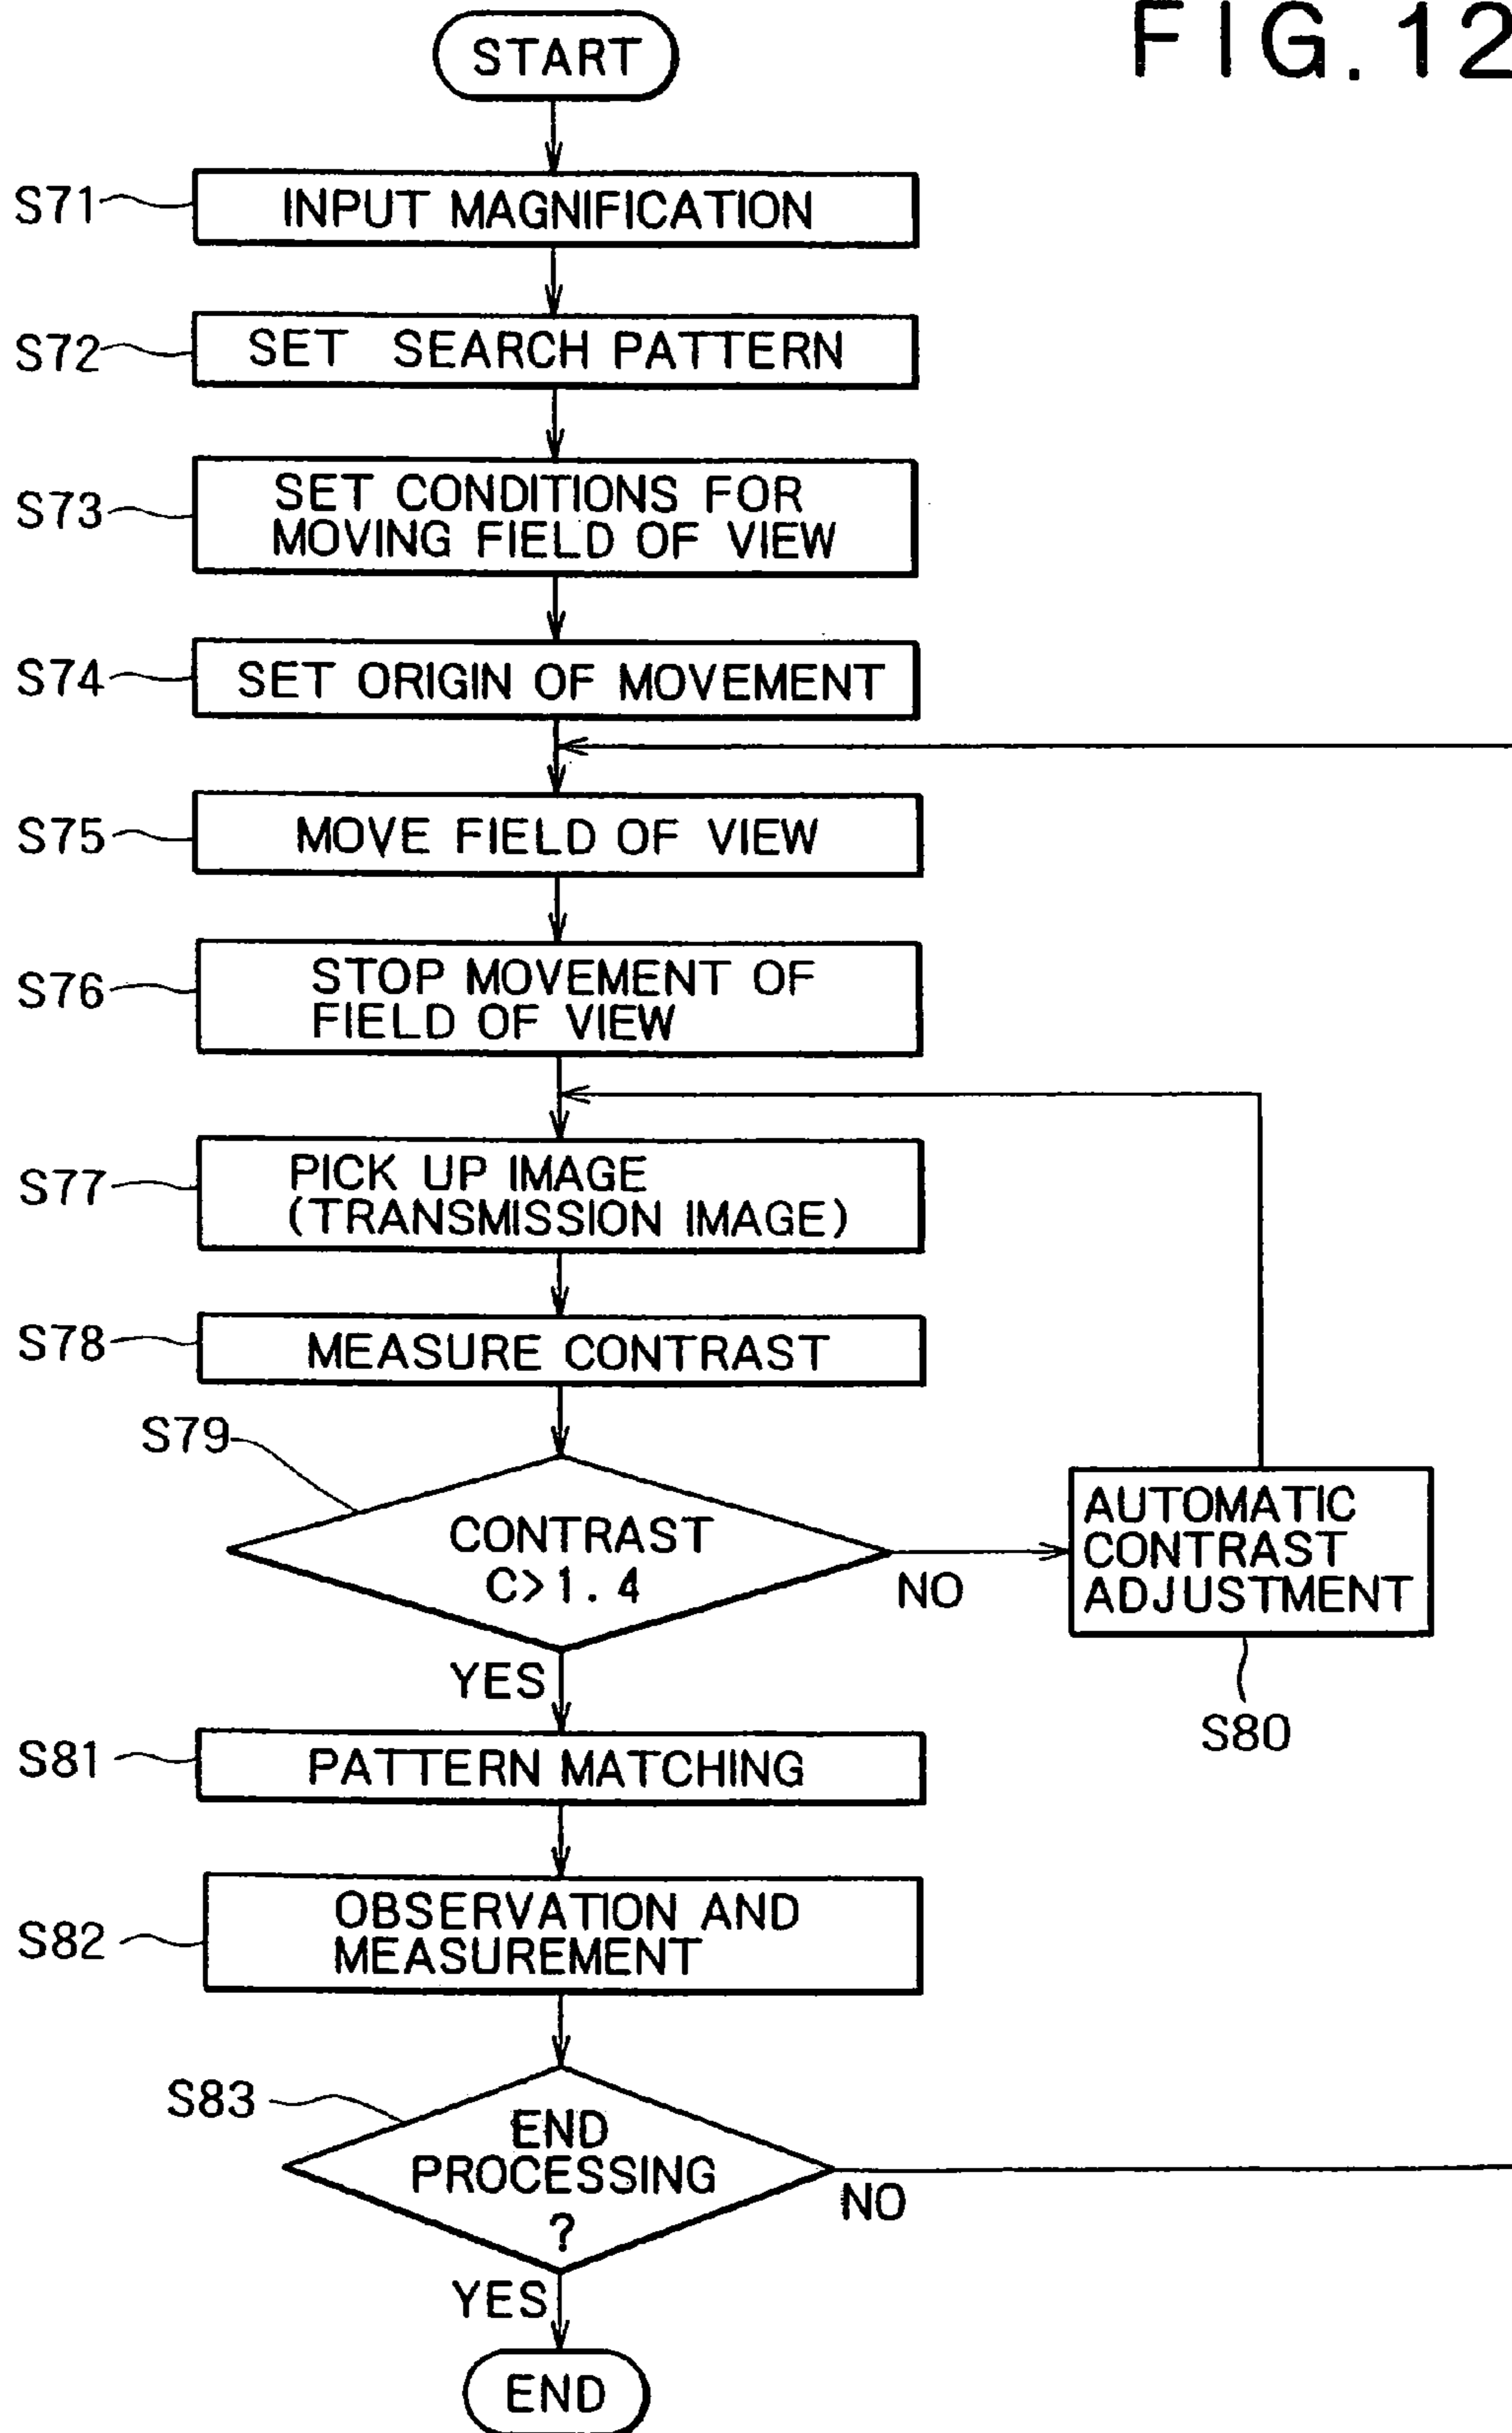 FIG. 12
START
S71
INPUT MAGNIFICATION
S72
SET SEARCH PATTERN
S73
SET CONDITIONS FOR
MOVING FIELD OF VIEW
S74
SET ORIGIN OF MOVEMENT
S75
MOVE FIELD OF VIEW
S76
STOP MOVEMENT OF
FIELD OF VIEW
S77
PICK UP IMAGE
(TRANSMISSION IMAGE)
S78
MEASURE CONTRAST
S79
CONTRAST
C>1.4
NO
AUTOMATIC
CONTRAST
ADJUSTMENT
S80
YES
S81
PATTERN MATCHING
S82
OBSERVATION AND
MEASUREMENT
S83
END
PROCESSING
?
NO
YES
END